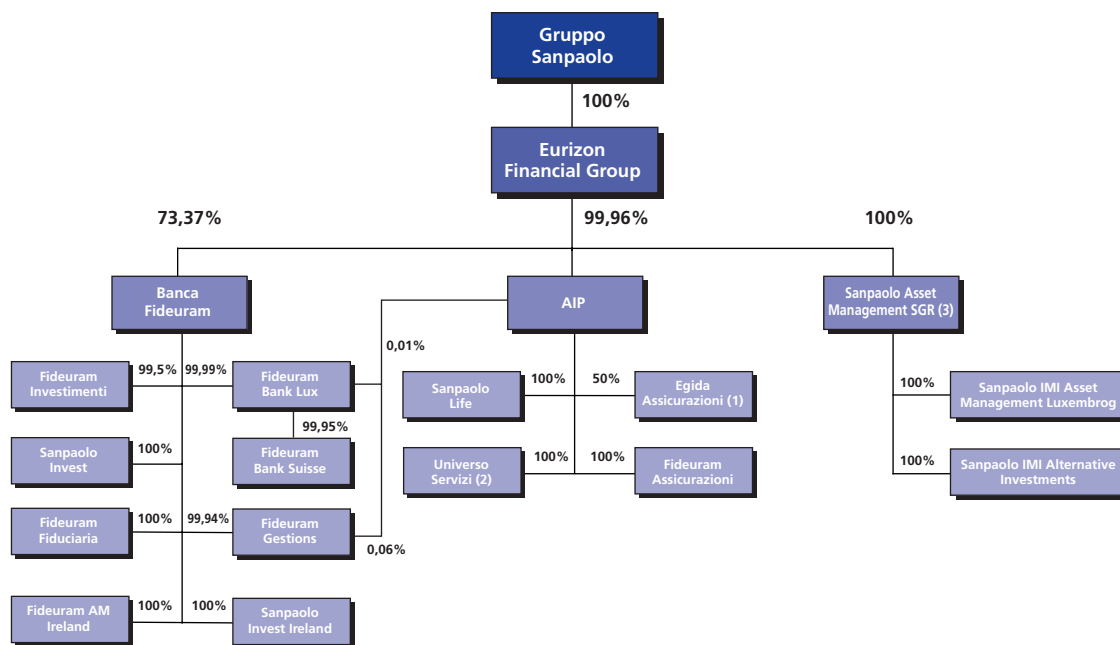 Gruppo
Sanpaolo
100%
Eurizon
Financial Group
73,37%
99,96%
100%
Banca
Fideuram
AIP
Sanpaolo Asset
Management SGR (3)
0,01%
Fideuram
Investimenti
99,5%
99,99%
Fideuram
Bank Lux
Sanpaolo
Life
100%
50%
Egida
Assicurazioni (1)
100%
Sanpaolo IMI Asset
Management Luxembrog
99,95%
Sanpaolo
Invest
100%
Fideuram
Bank Suisse
Universo
Servizi (2)
100%
100%
Fideuram
Assicurazioni
100%
Sanpaolo IMI Alternative
Investments
Fideuram
Fiduciaria
100%
99,94%
Fideuram
Gestions
0,06%
Fideuram AM
Ireland
100%
100%
Sanpaolo
Invest Ireland